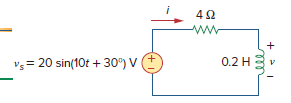 i
4 Ω
+
vs = 20 sin(10t + 30°) V
+
−
0.2 H
v
−